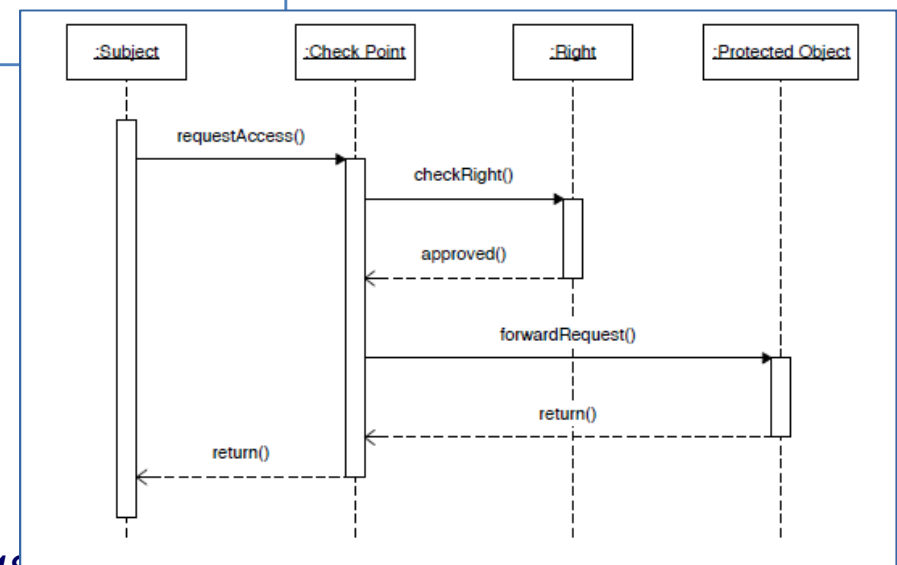 :Subject :Check Point :Right :Protected Object
requestAccess()
checkRight()
approved()
forwardRequest()
return()
return()